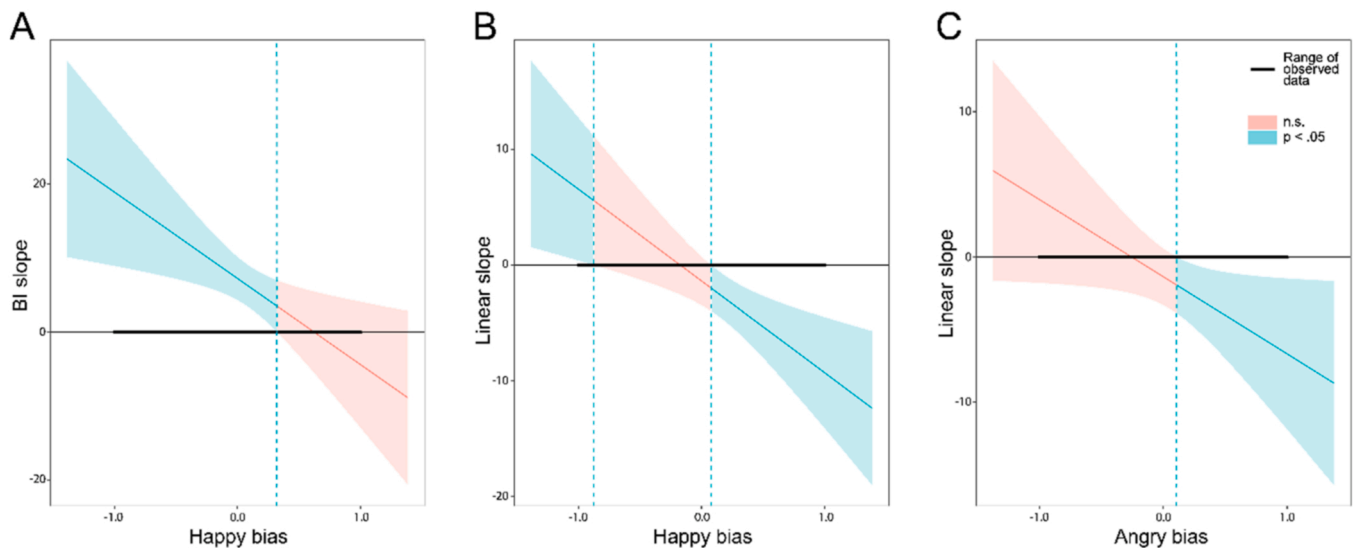 A
BI slope
20
0
-20
-1.0 0.0 1.0
Happy bias
B
Linear slope
10
0
-10
-20
-1.0 0.0 1.0
Happy bias
C
Linear slope
10
0
-10
-1.0 0.0 1.0
Angry bias
Range of
observed
data
n.s.
p < .05